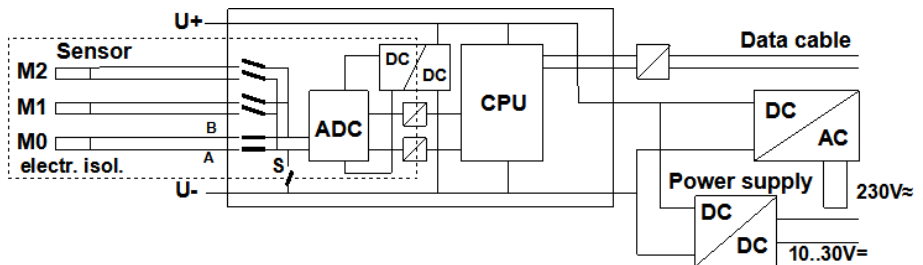 U+
Sensor
M2
M1
M0
B
A
electr. isol.
S
U-
ADC
DC
DC
CPU
Data cable
DC
AC
Power supply
230V≈
DC
DC
10..30V=